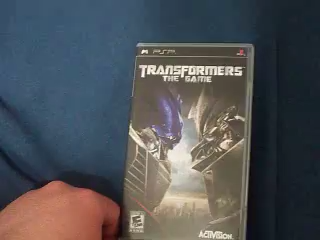 PSP
TRANSFORMERS
THE GAME
E
ACTIVISION